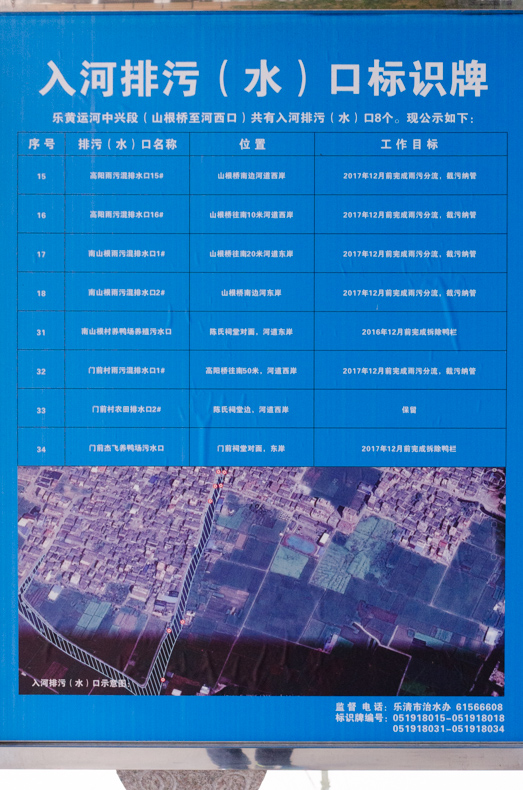 入河排污（水）口标识牌
乐黄运河中兴段（山根桥至河西口）共有入河排污（水）口8个。现公示如下：
序号 排污（水）口名称 位置 工作目标
15 高阳雨污混排水口15# 山根桥南边河道西岸 2017年12月前完成雨污分流，截污纳管
16 高阳雨污混排水口16# 山根桥往南10米河道西岸 2017年12月前完成雨污分流，截污纳管
17 南山根雨污混排水口1# 山根桥往南20米河道东岸 2017年12月前完成雨污分流，截污纳管
18 南山根雨污混排水口2# 山根桥南边河东岸 2017年12月前完成雨污分流，截污纳管
31 南山根村养鸭场养殖污水口 陈氏祠堂对面，河道东岸 2016年12月前完成拆除鸭栏
32 门前村雨污混排水口1# 高阳桥往南50米，河道西岸 2017年12月前完成雨污分流，截污纳管
33 门前村农田排水口2# 陈氏祠堂边，河道西岸 保留
34 门前杰飞养鸭场污水口 门前祠堂对面，东岸 2017年12月前完成拆除鸭栏
入河排污（水）口示意图
监督 电话：乐清市治水办 61566608
标识牌编号：051918015-051918018
051918031-051918034